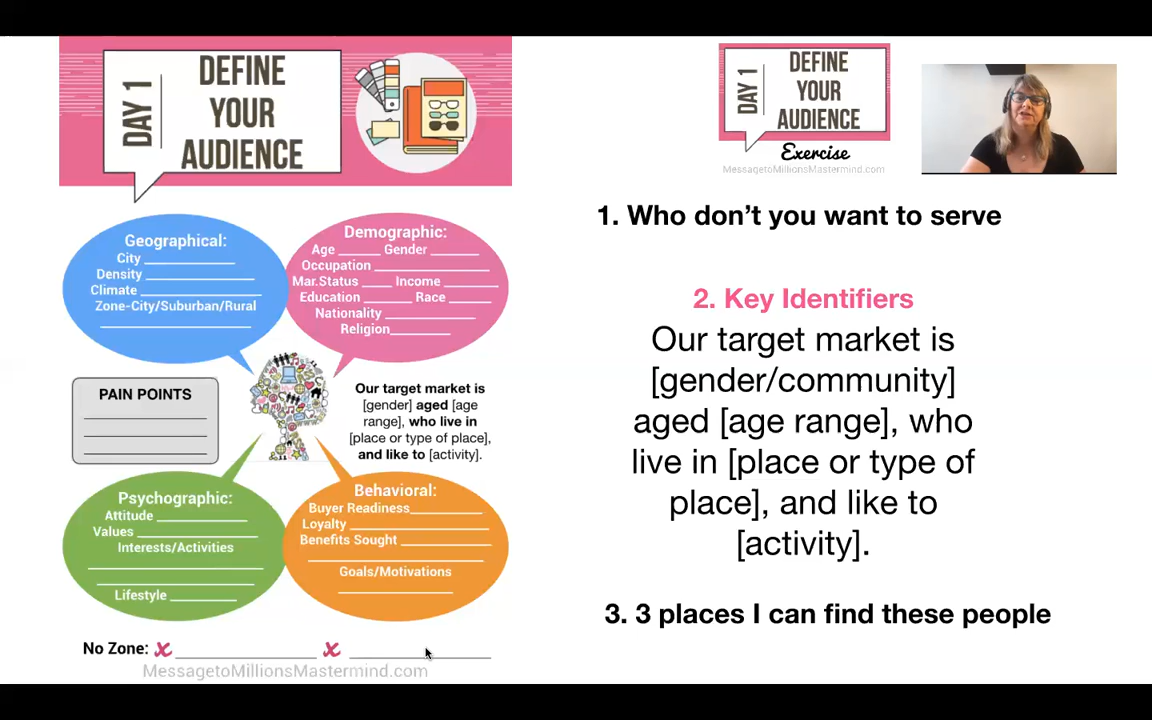 DAY 1
DEFINE
YOUR
AUDIENCE
Geographical:
City
Density
Climate
Zone-City/Suburban/Rural
Demographic:
Age Gender
Occupation
Mar.Status Income
Education Race
Nationality
Religion
PAIN POINTS
Our target market is
[gender] aged [age
range], who live in
[place or type of place],
and like to [activity].
Psychographic:
Attitude
Values
Interests/Activities
Lifestyle
Behavioral:
Buyer Readiness
Loyalty
Benefits Sought
Goals/Motivations
No Zone: x x
MessagetoMillionsMastermind.com
DAY 1
DEFINE
YOUR
AUDIENCE
Exercise
MessagetoMillionsMastermind.com
1. Who don’t you want to serve
2. Key Identifiers
Our target market is
[gender/community]
aged [age range], who
live in [place or type of
place], and like to
[activity].
3. 3 places I can find these people